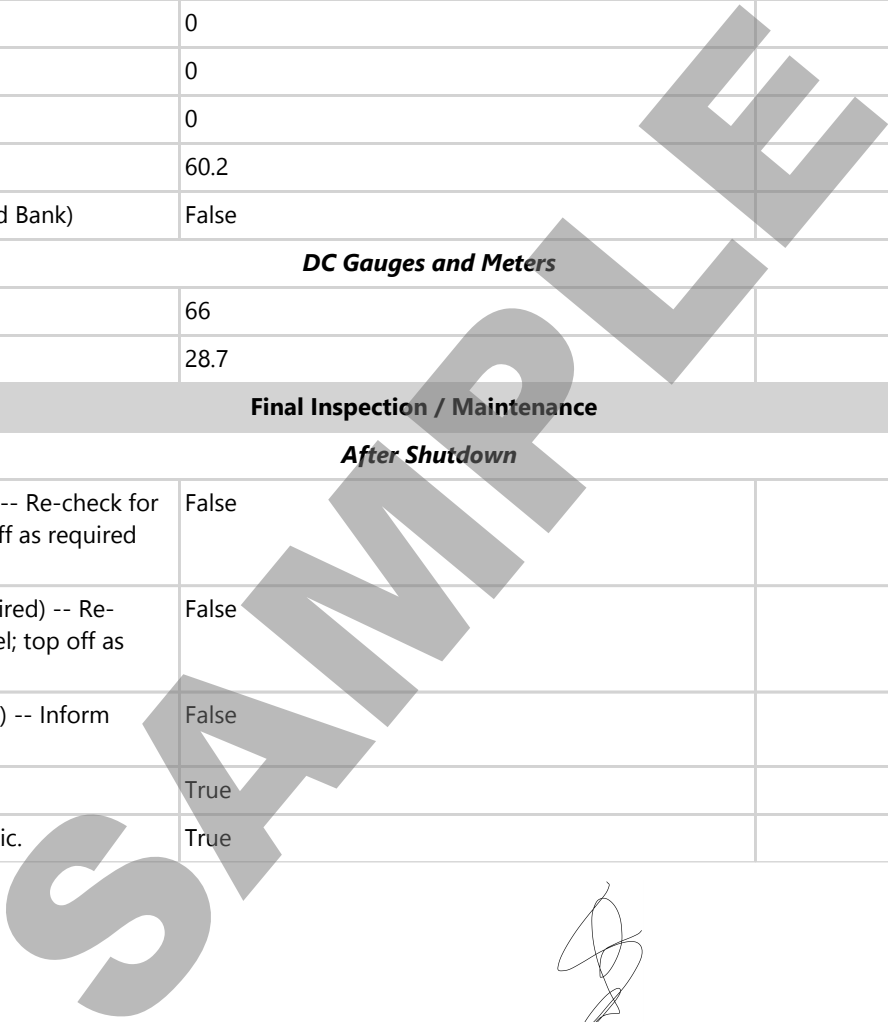 0
0
0
60.2
d Bank) False
DC Gauges and Meters
66
28.7
Final Inspection / Maintenance
After Shutdown
-- Re-check for False
ff as required
ired) -- Re- False
el; top off as
) -- Inform False
True
ic. True
SAMPLE